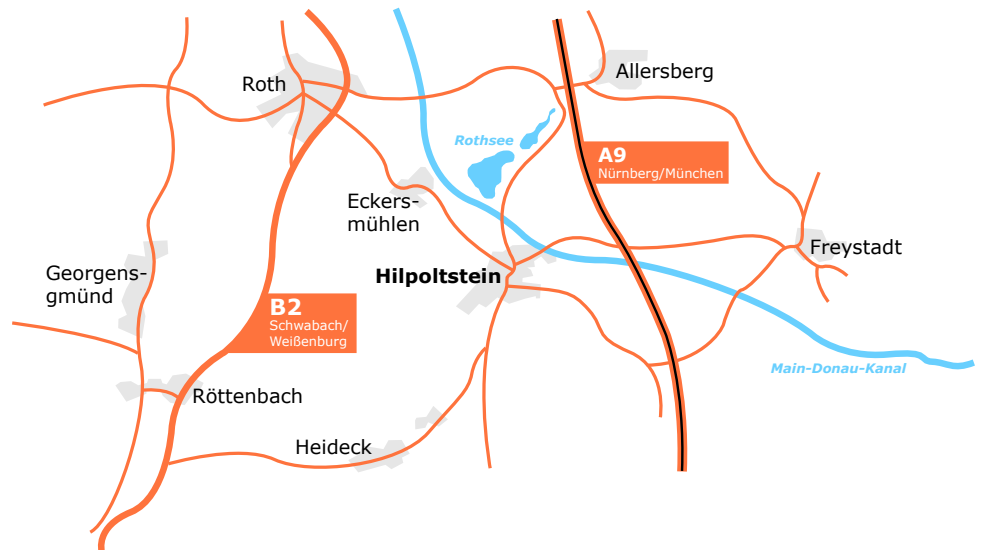 Allersberg
Roth
Rothsee
A9
Nürnberg/München
Eckers-
mühlen
Freystadt
Georgens-
gmünd
Hilpoltstein
B2
Schwabach/
Weißenburg
Main-Donau-Kanal
Röttenbach
Heideck